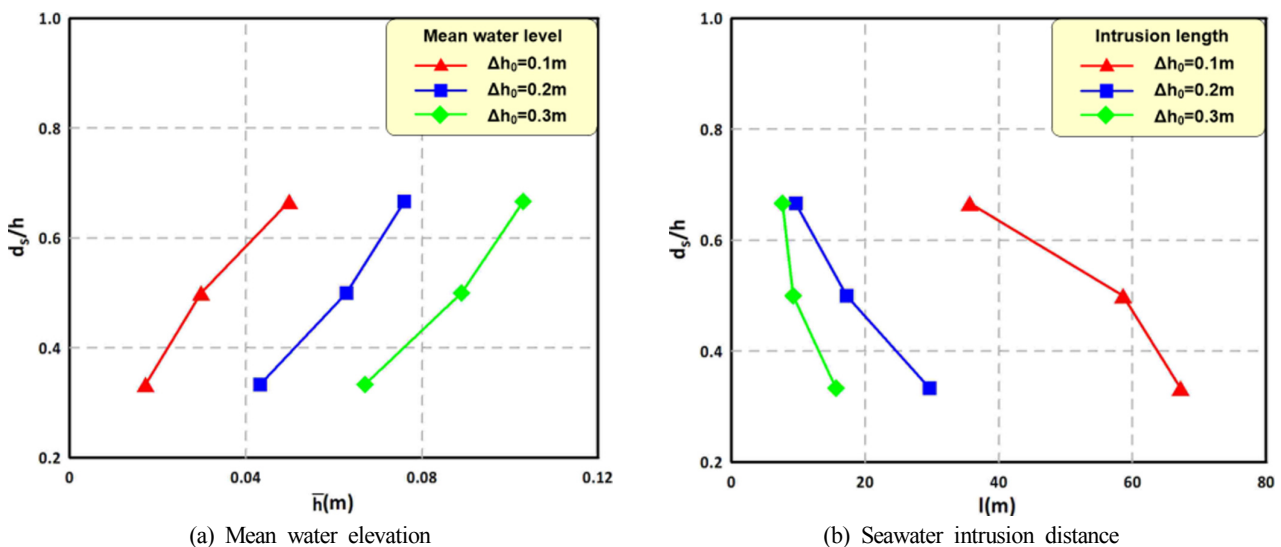 1.0
0.8
0.6
0.4
0.2
dₛ/h
0
0.04
0.08
0.12
h̅(m)
Mean water level
Δh₀=0.1m
Δh₀=0.2m
Δh₀=0.3m
(a) Mean water elevation
1.0
0.8
0.6
0.4
0.2
dₛ/h
0
20
40
60
80
l(m)
Intrusion length
Δh₀=0.1m
Δh₀=0.2m
Δh₀=0.3m
(b) Seawater intrusion distance